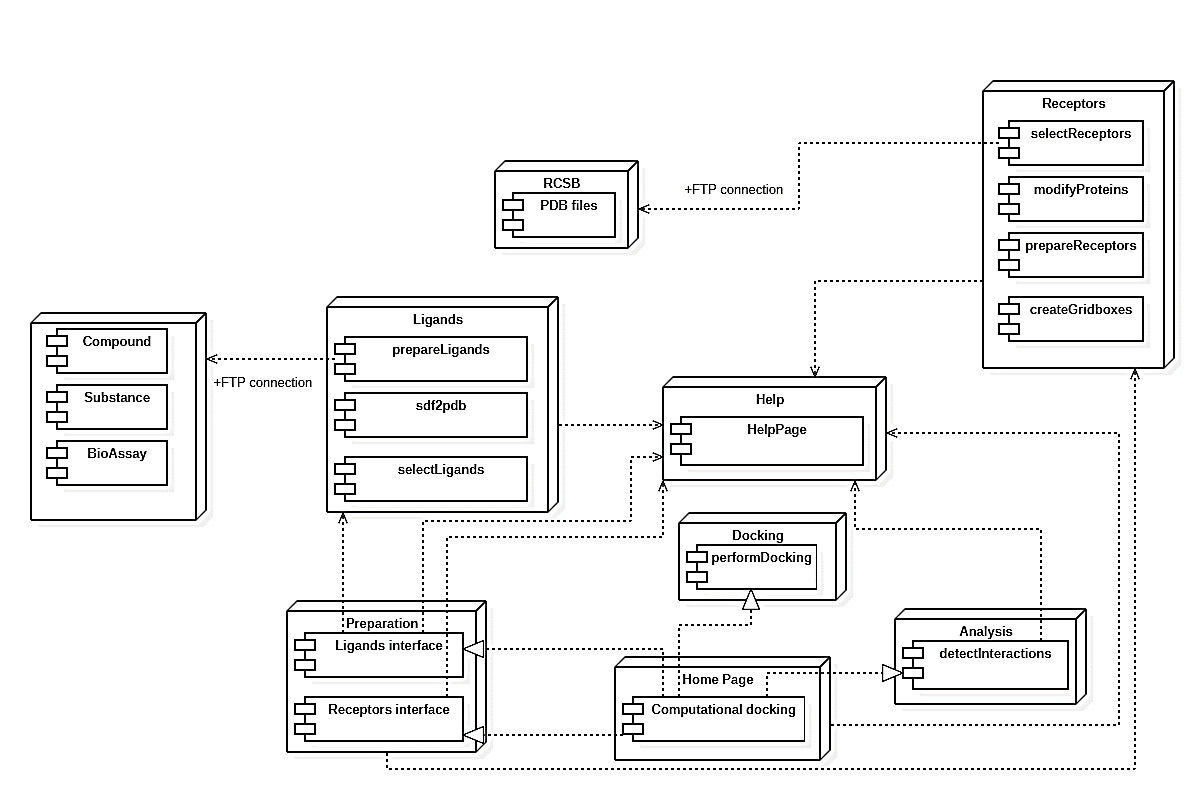 Receptors
selectReceptors
modifyProteins
prepareReceptors
createGridboxes
RCSB
PDB files
+FTP connection
Compound
Substance
BioAssay
+FTP connection
Ligands
prepareLigands
sdf2pdb
selectLigands
Help
HelpPage
Docking
performDocking
Preparation
Ligands interface
Receptors interface
Home Page
Computational docking
Analysis
detectInteractions